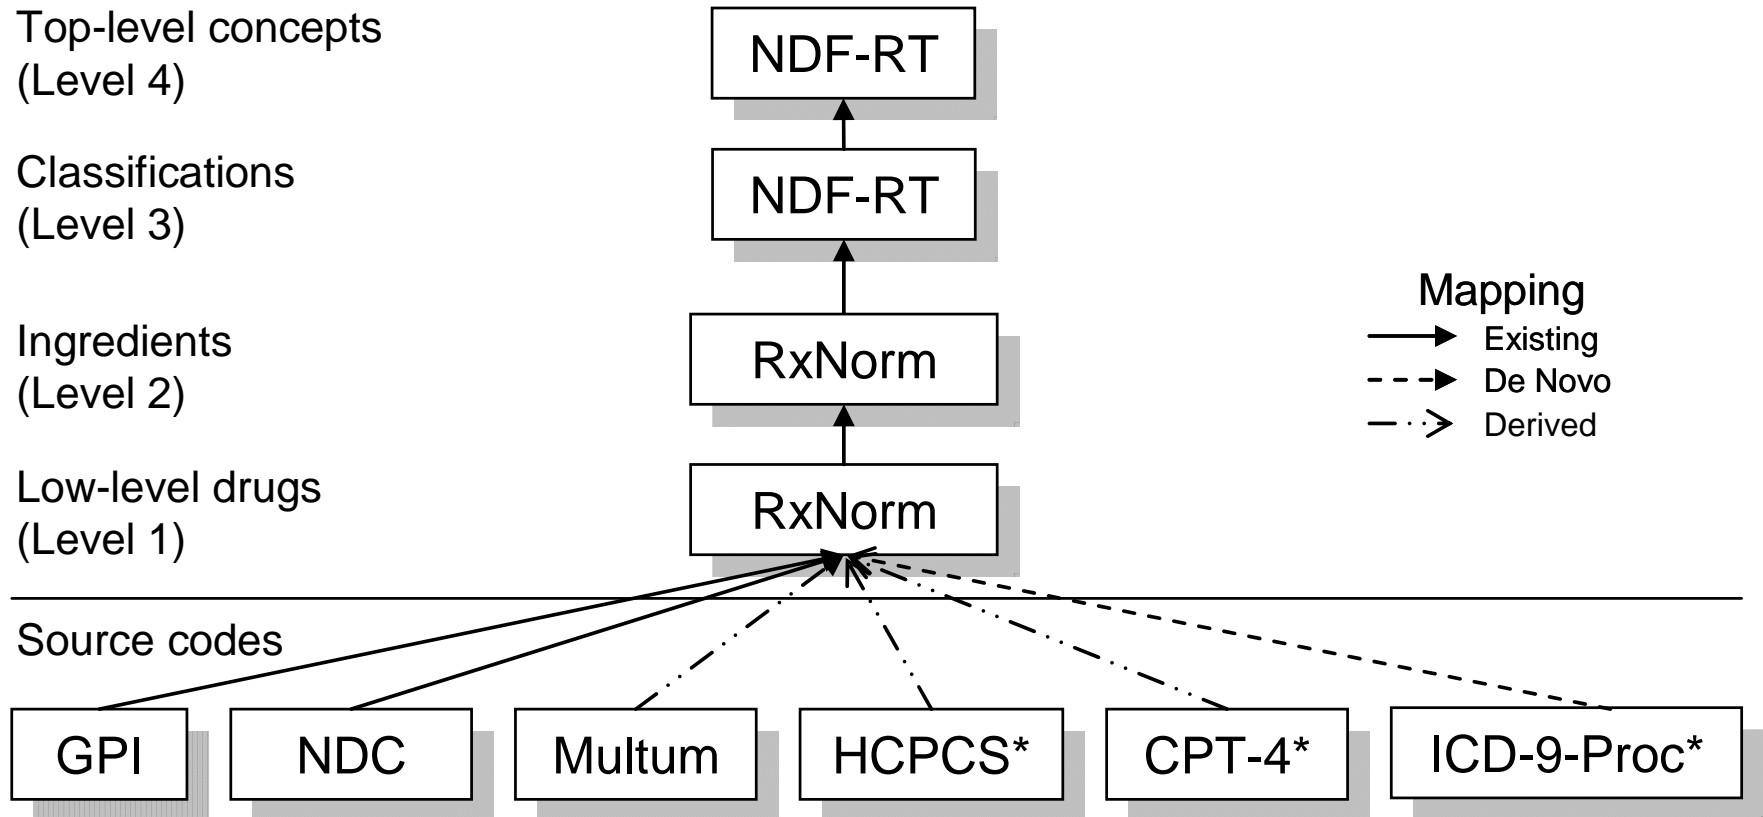 Top-level concepts
(Level 4)
NDF-RT
Classifications
(Level 3)
NDF-RT
Ingredients
(Level 2)
RxNorm
Mapping
Existing
De Novo
Derived
Low-level drugs
(Level 1)
RxNorm
Source codes
GPI
NDC
Multum
HCPCS*
CPT-4*
ICD-9-Proc*